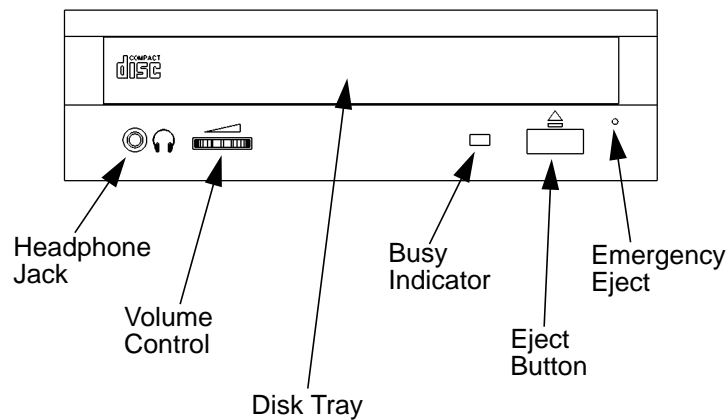 COMPACT
disc
Headphone
Jack
Volume
Control
Disk Tray
Busy
Indicator
Eject
Button
Emergency
Eject